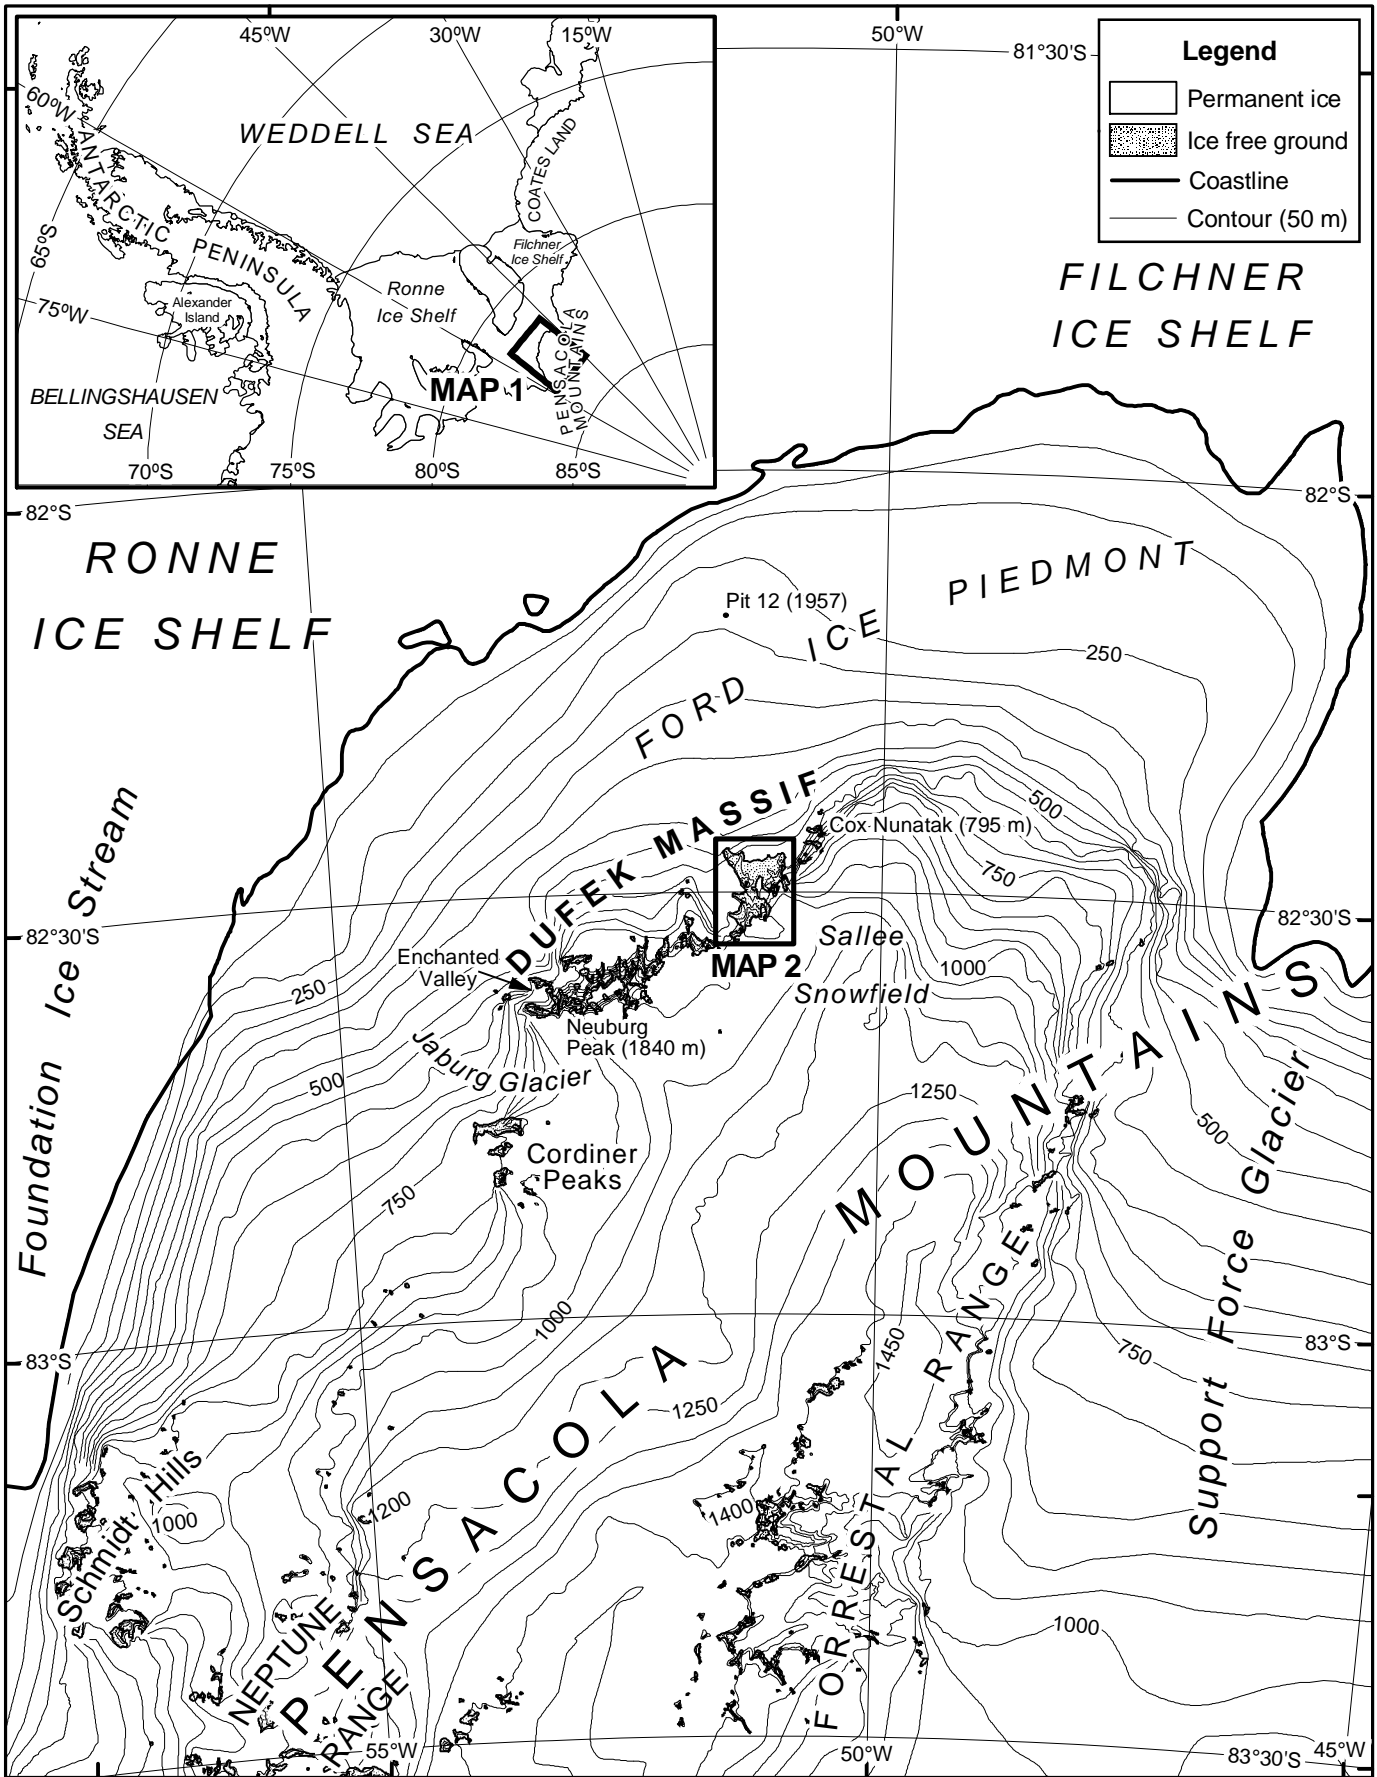 45ºW
30ºW
15ºW
60ºW
WEDDELL SEA
COATES LAND
ANTARCTIC PENINSULA
65ºS
75ºW
Alexander
Island
Filchner
Ice Shelf
Ronne
Ice Shelf
PENSACOLA
MOUNTAINS
MAP 1
BELLINGSHAUSEN
SEA
70ºS
75ºS
80ºS
85ºS
50°W
81°30'S
Legend
Permanent ice
Ice free ground
Coastline
Contour (50 m)
FILCHNER
ICE SHELF
82°S
82°S
RONNE
ICE SHELF
FORD ICE PIEDMONT
Pit 12 (1957)
250
500
Cox Nunatak (795 m)
750
DUFEK MASSIF
82°30'S
82°30'S
MAP 2
Sallee
Snowfield
1000
Enchanted
Valley
Neuburg
Peak (1840 m)
250
Foundation Ice Stream
Jaburg Glacier
500
Cordiner
Peaks
750
1250
500
PENSACOLA MOUNTAINS
Support Force Glacier
1000
83°S
83°S
1450
750
1250
FORRESTAL RANGE
Schmidt Hills
1000
1200
1400
1000
NEPTUNE
RANGE
55°W
50°W
83°30'S
45°W